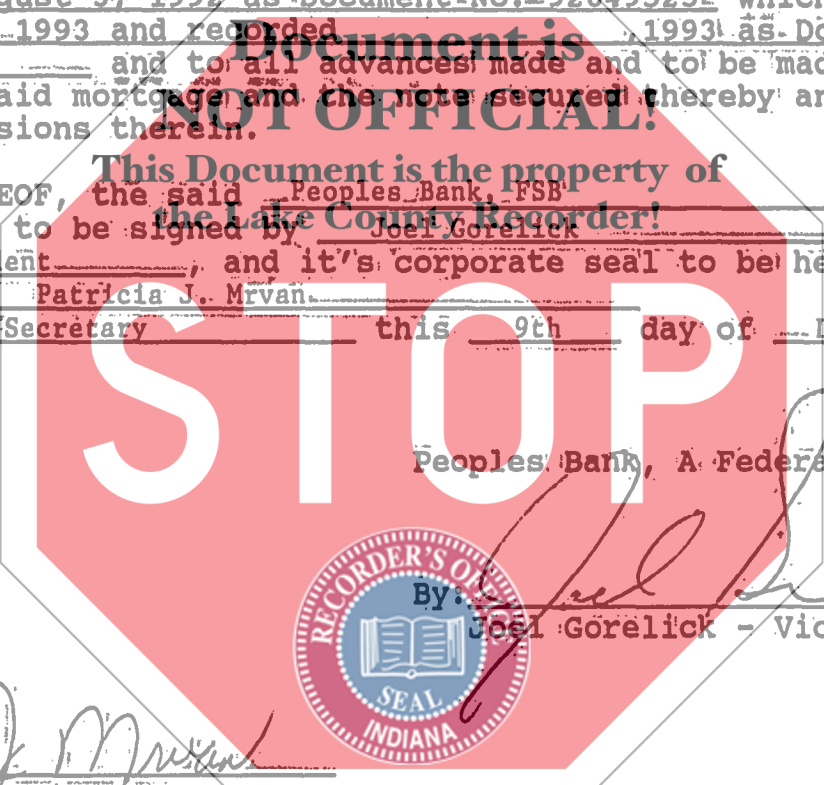 1993 and recorded , 1993 as Do
Document is
and to all advances made and to be mad
aid mortgage and the note secured thereby an
NOT OFFICIAL!
sions therein.
This Document is the property of
EOF, the said Peoples Bank, FSB
the Lake County Recorder!
to be signed by Joel Gorelick
ent , and it's corporate seal to be he
Patricia J. Mrvan
Secretary this 9th day of
STOP
Peoples Bank, A Federa
RECORDER'S OFFICE
By:
Joel Gorelick - Vic
SEAL
INDIANA